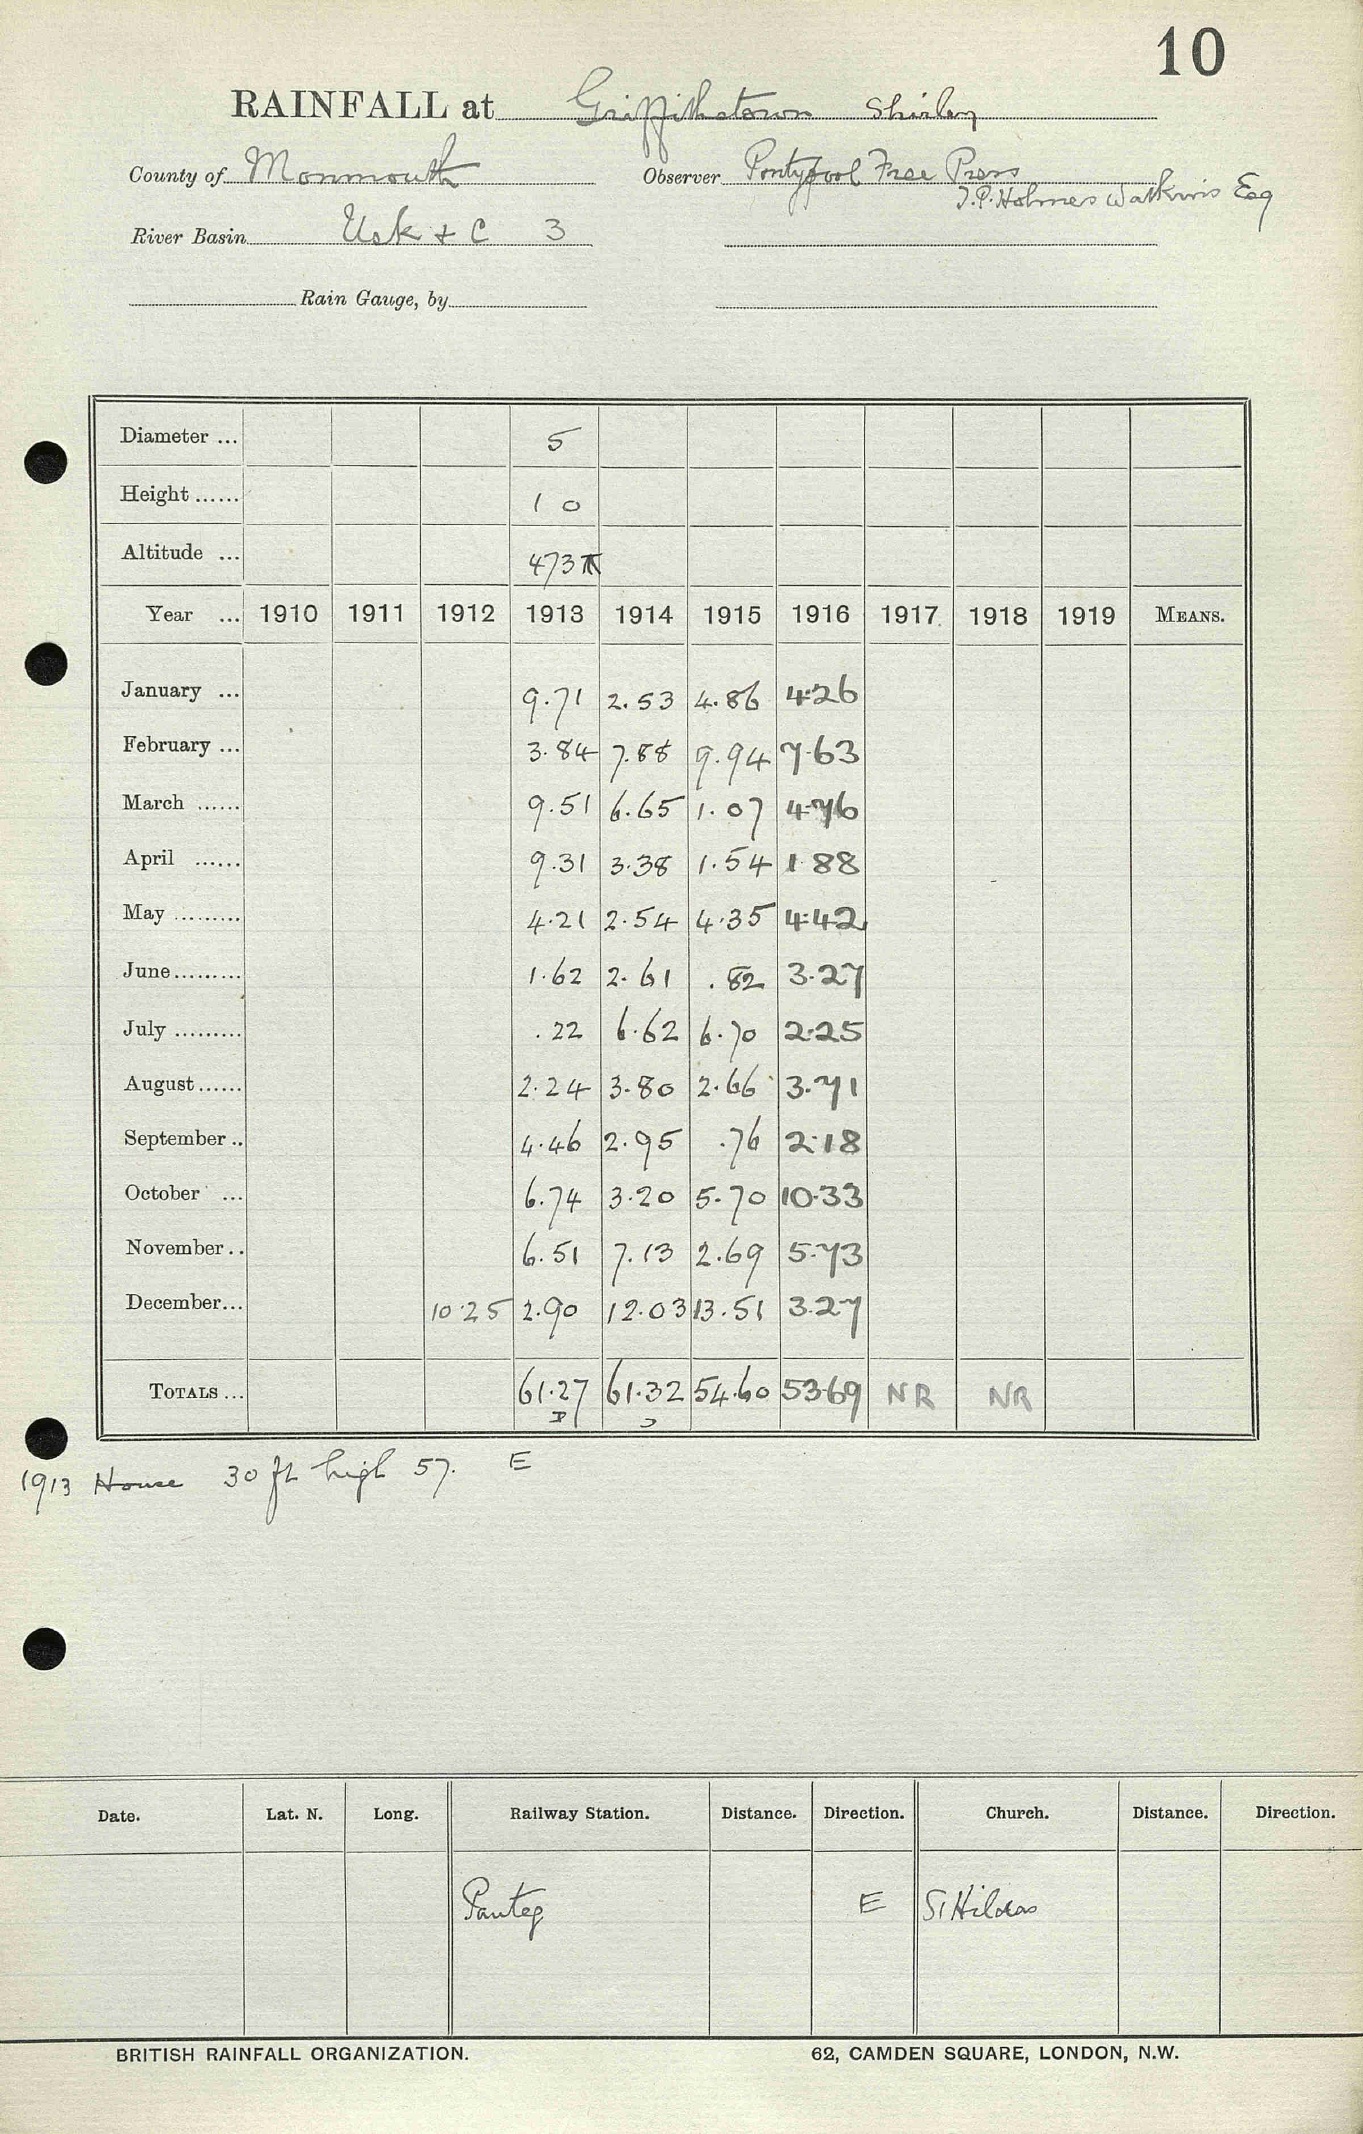 10
RAINFALL at Griffithstown Shirley
County of Monmouth Observer Pontypool Free Press
J.P. Holmes Watkins Esq
River Basin Usk & C 3
Rain Gauge, by
Diameter ... 5
Height ...... 1 0
Altitude ... 473
Year ... 1910 1911 1912 1913 1914 1915 1916 1917 1918 1919 MEANS.
January ... 9.71 2.53 4.86 4.26
February ... 3.84 7.88 9.94 7.63
March ...... 9.51 6.65 1.07 4.76
April ...... 9.31 3.38 1.54 1.88
May ......... 4.21 2.54 4.35 4.42
June ......... 1.62 2.61 .82 3.27
July ......... .22 6.62 6.70 2.25
August ...... 2.24 3.80 2.66 3.71
September .. 4.46 2.95 .76 2.18
October ... 6.74 3.20 5.70 10.33
November .. 6.51 7.13 2.69 5.73
December ... 10.25 2.90 12.03 13.51 3.27
TOTALS ... 61.27 61.32 54.60 53.69 NR NR
1913 House 30 ft high 57. E
Date. Lat. N. Long. Railway Station. Distance. Direction. Church. Distance. Direction.
Panteg E St Hildas
BRITISH RAINFALL ORGANIZATION. 62, CAMDEN SQUARE, LONDON, N.W.